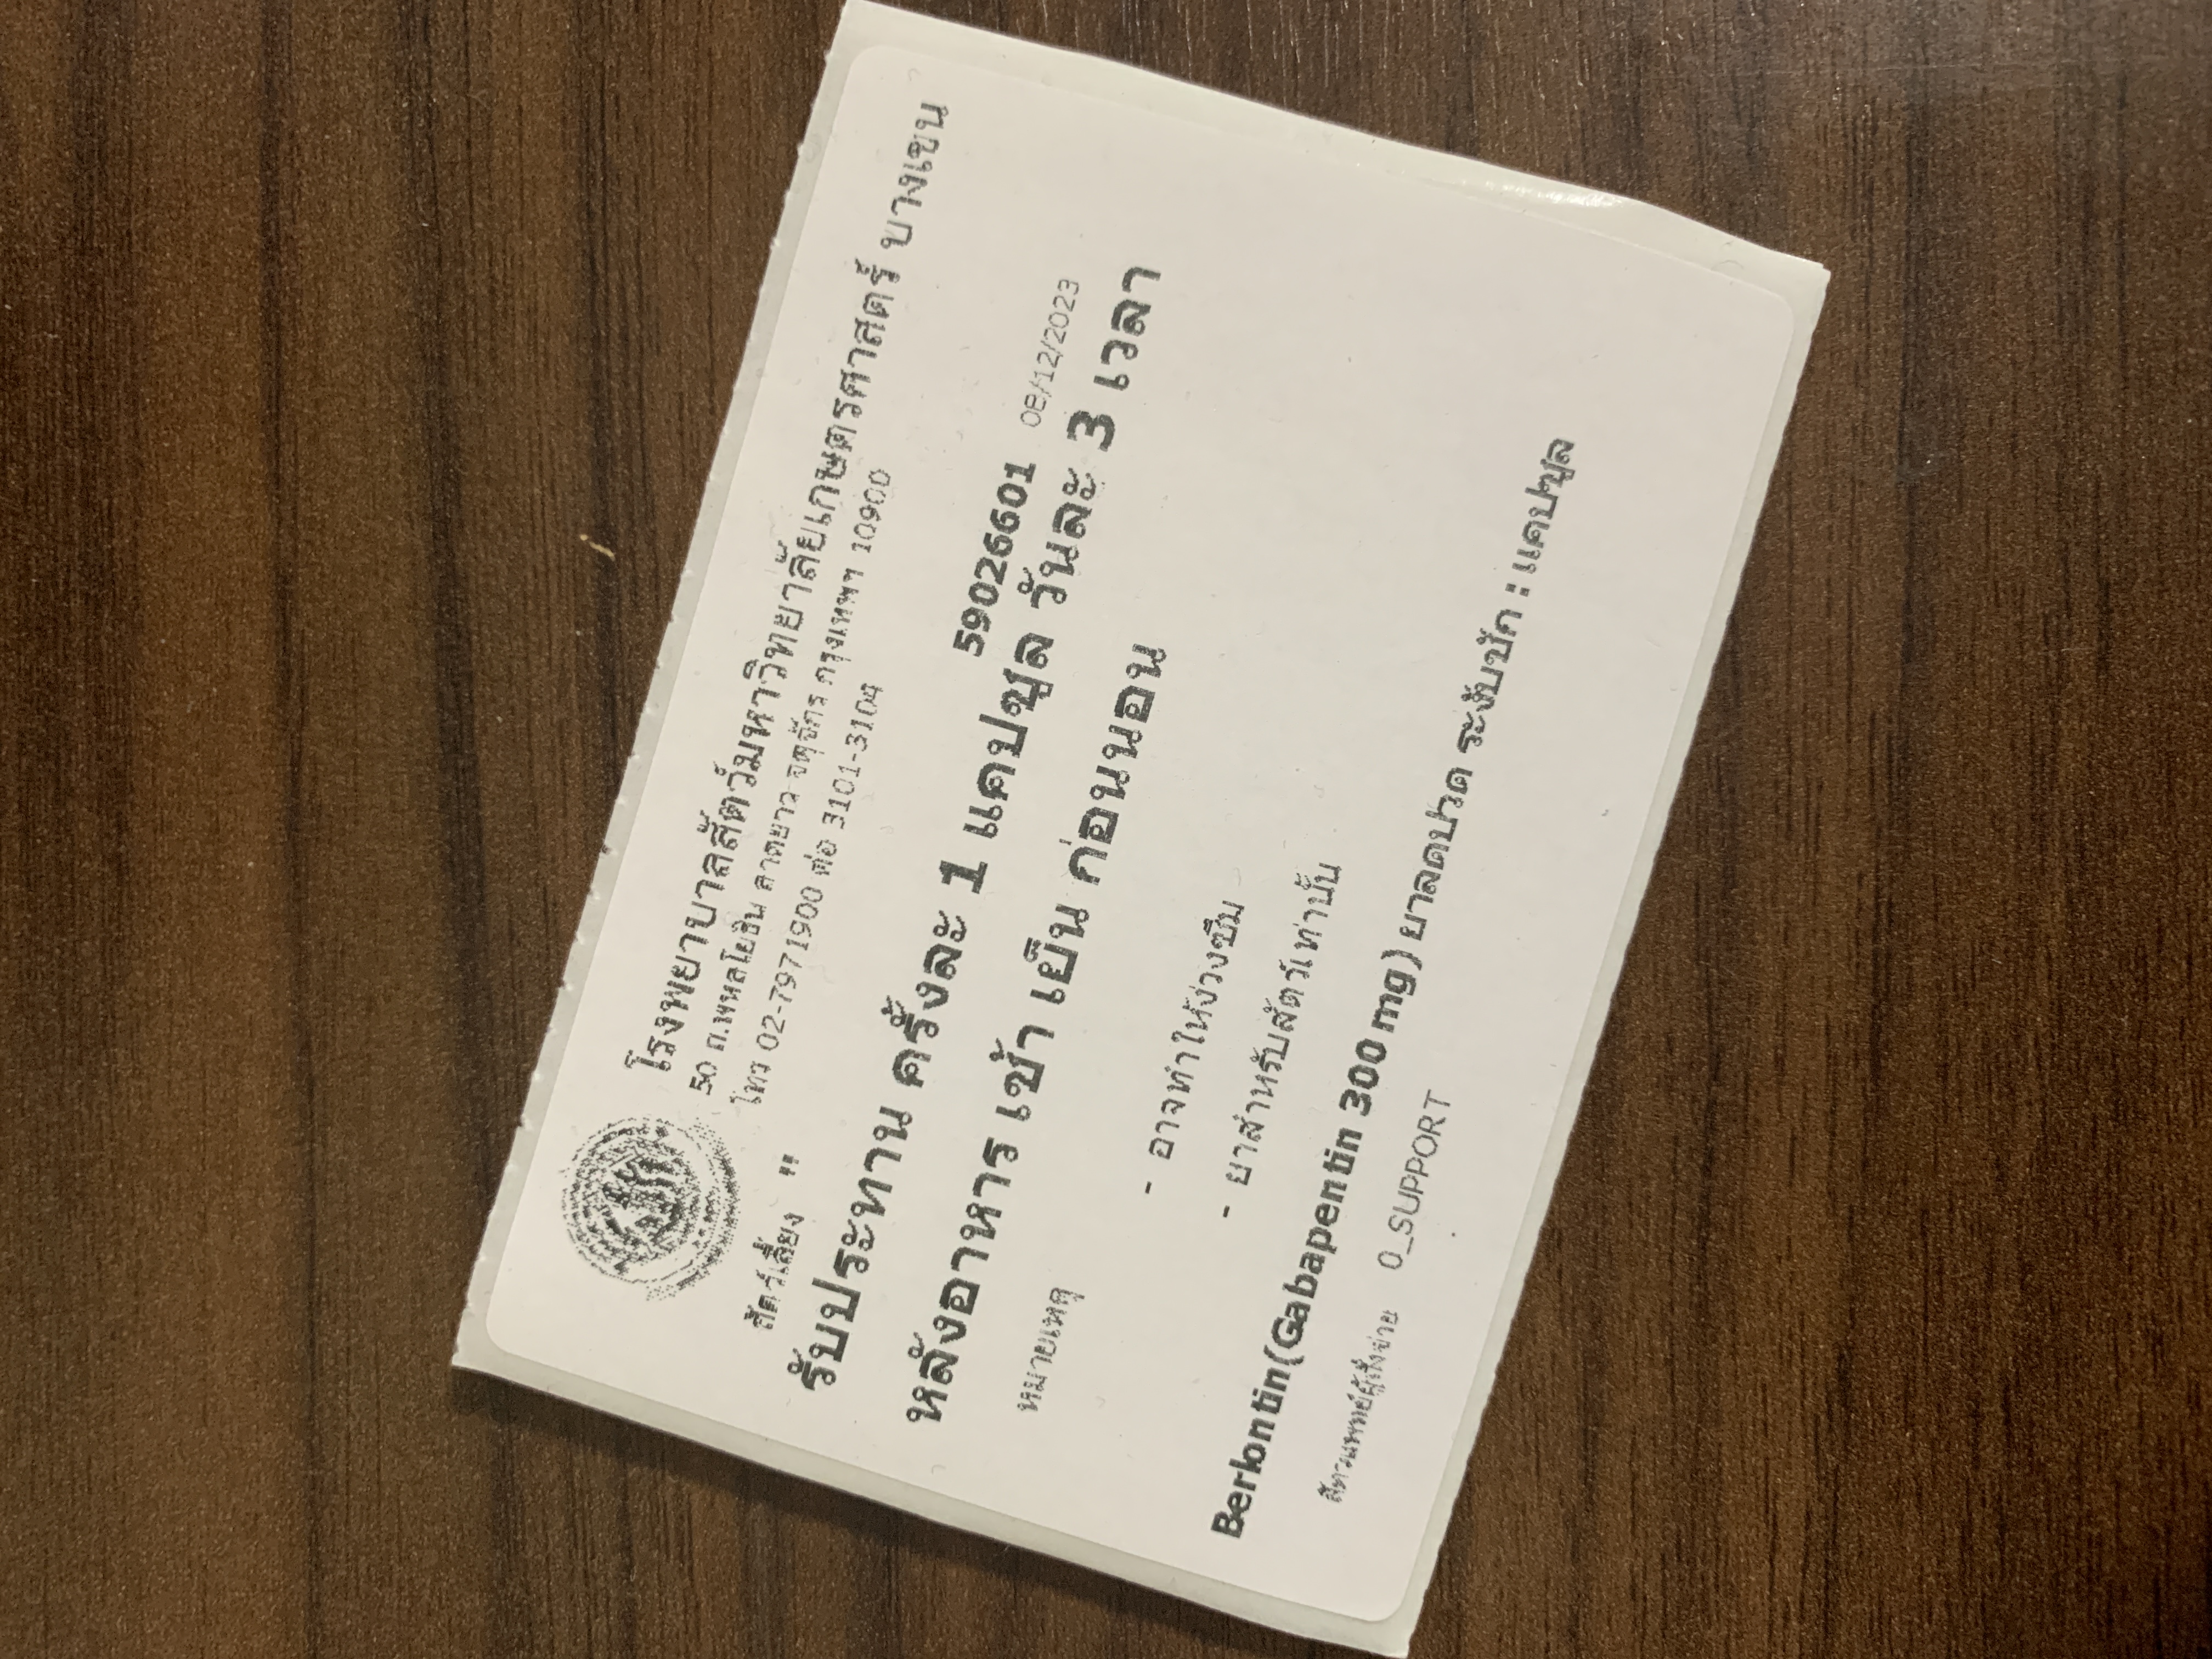 โรงพยาบาลสัตว์มหาวิทยาลัยเกษตรศาสตร์ บางเขน
50 ถ.พหลโยธิน ลาดยาว จตุจักร กรุงเทพฯ 10900
โทร 02-7971900 ต่อ 3101-3104
สัตว์เลี้ยง " 59026601 08/12/2023
รับประทาน ครั้งละ 1 แคปซูล วันละ 3 เวลา
หลังอาหาร เช้า เย็น ก่อนนอน
หมายเหตุ
- อาจทำให้ง่วงซึม
- ยาสำหรับสัตว์เท่านั้น
Berlontin(Gabapentin 300 mg) ยาลดปวด ระงับชัก : แคปซูล
สัตวแพทย์ผู้สั่งจ่าย 0_SUPPORT